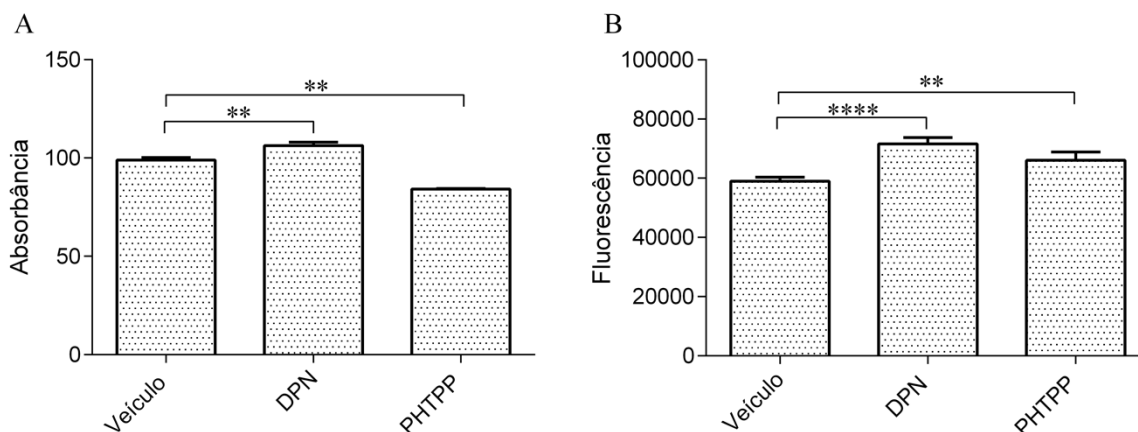 A
Absorbância
150
100
50
0
**
**
Veículo
DPN
PHTPP
B
Fluorescência
100000
80000
60000
40000
20000
0
**
****
Veículo
DPN
PHTPP